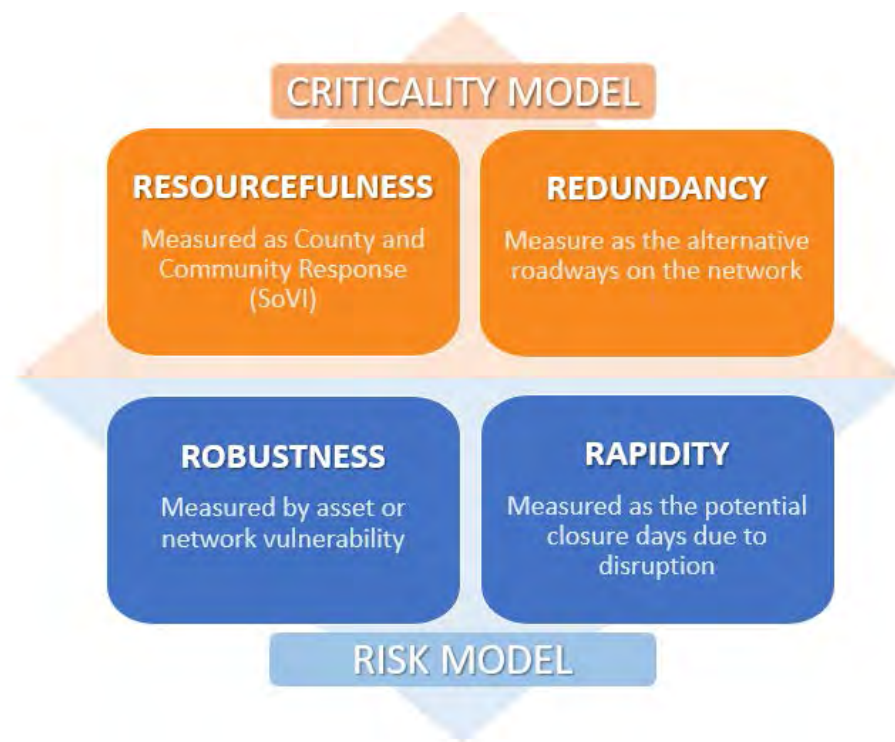 CRITICALITY MODEL
RESOURCEFULNESS
Measured as County and
Community Response
(SoVI)
REDUNDANCY
Measure as the alternative
roadways on the network
ROBUSTNESS
Measured by asset or
network vulnerability
RAPIDITY
Measured as the potential
closure days due to
disruption
RISK MODEL